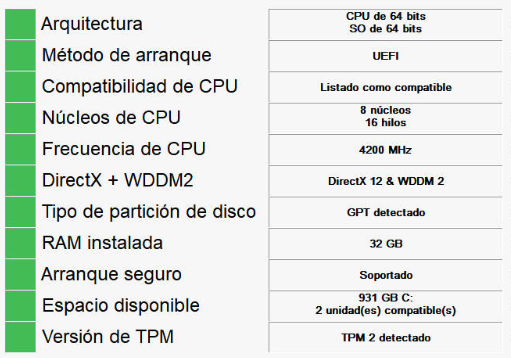 Arquitectura
CPU de 64 bits
SO de 64 bits
Método de arranque
UEFI
Compatibilidad de CPU
Listado como compatible
Núcleos de CPU
8 núcleos
16 hilos
Frecuencia de CPU
4200 MHz
DirectX + WDDM2
DirectX 12 & WDDM 2
Tipo de partición de disco
GPT detectado
RAM instalada
32 GB
Arranque seguro
Soportado
Espacio disponible
931 GB C:
2 unidad(es) compatible(s)
Versión de TPM
TPM 2 detectado